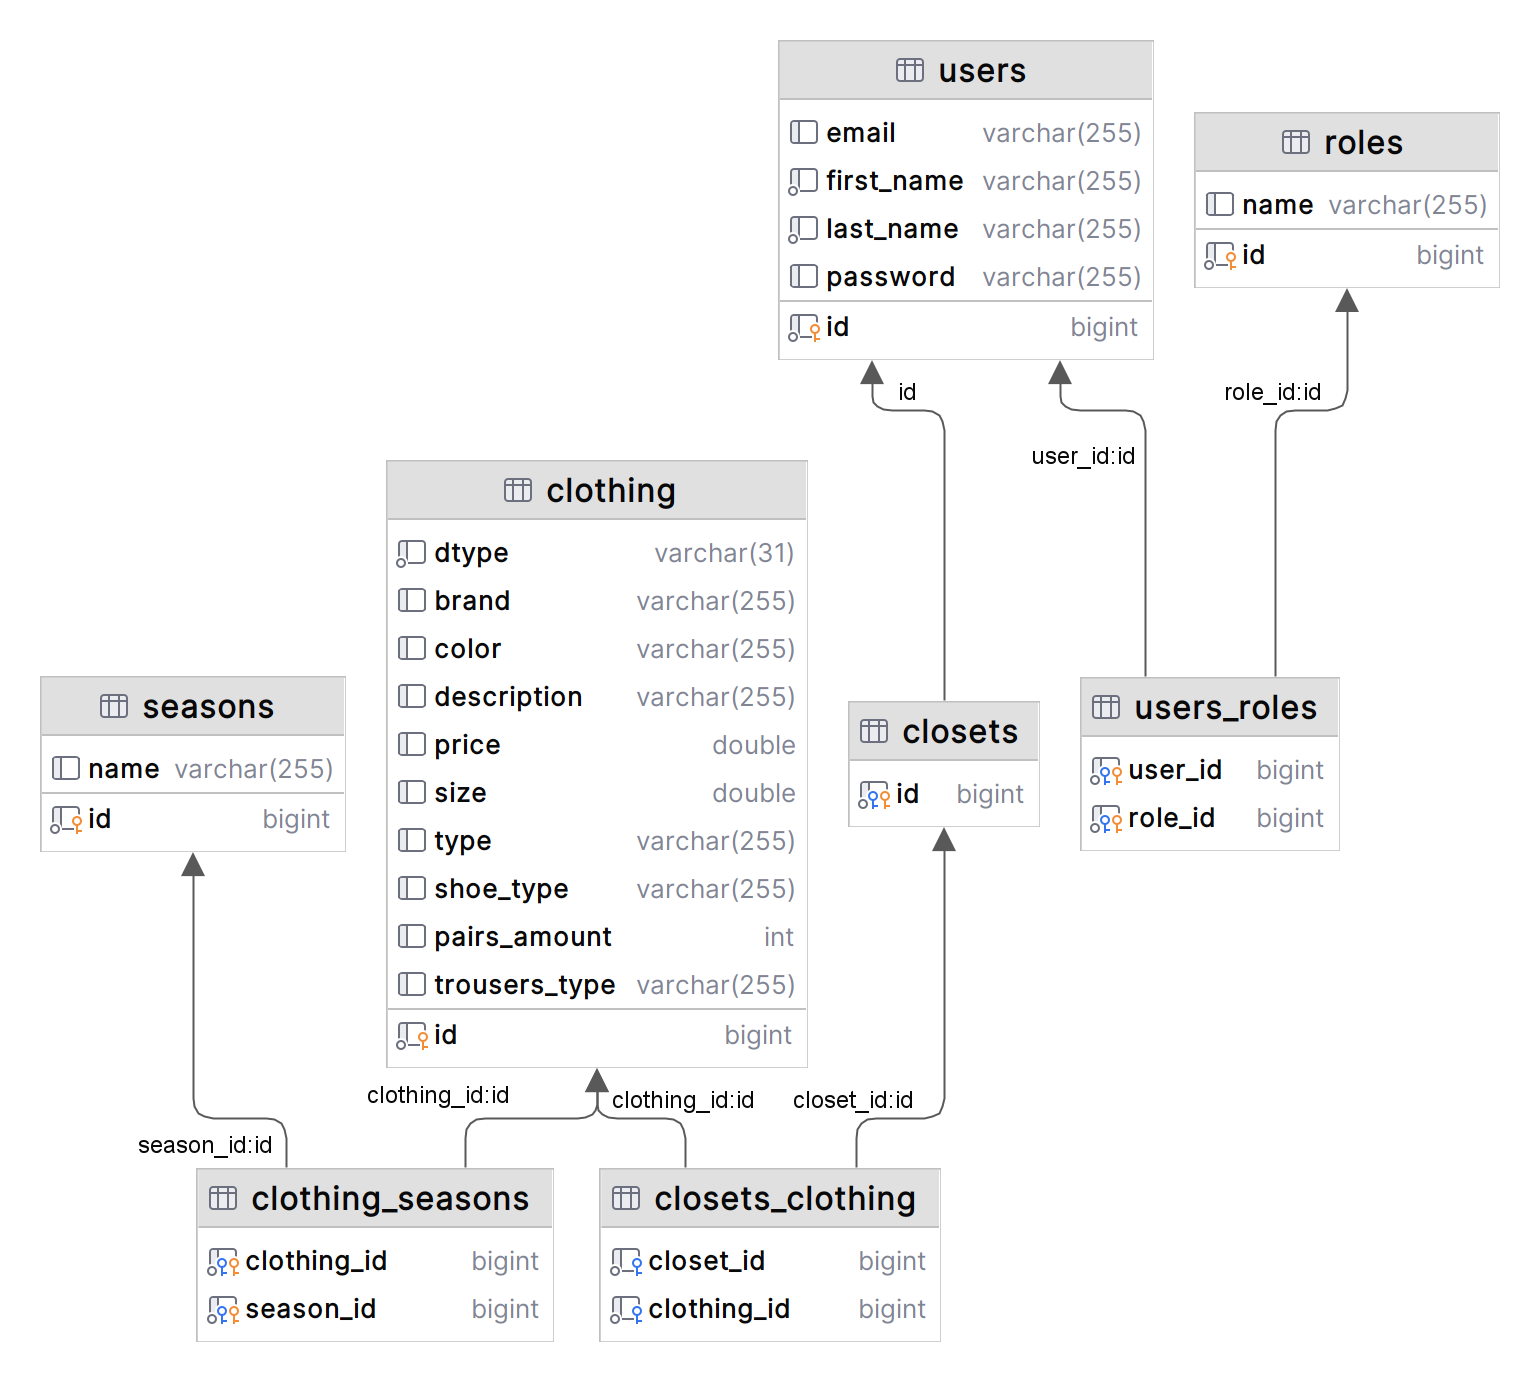 users
email varchar(255)
first_name varchar(255)
last_name varchar(255)
password varchar(255)
id bigint
roles
name varchar(255)
id bigint
id
role_id:id
user_id:id
clothing
dtype varchar(31)
brand varchar(255)
color varchar(255)
description varchar(255)
price double
size double
type varchar(255)
shoe_type varchar(255)
pairs_amount int
trousers_type varchar(255)
id bigint
seasons
name varchar(255)
id bigint
closets
id bigint
users_roles
user_id bigint
role_id bigint
clothing_id:id
clothing_id:id
closet_id:id
season_id:id
clothing_seasons
clothing_id bigint
season_id bigint
closets_clothing
closet_id bigint
clothing_id bigint